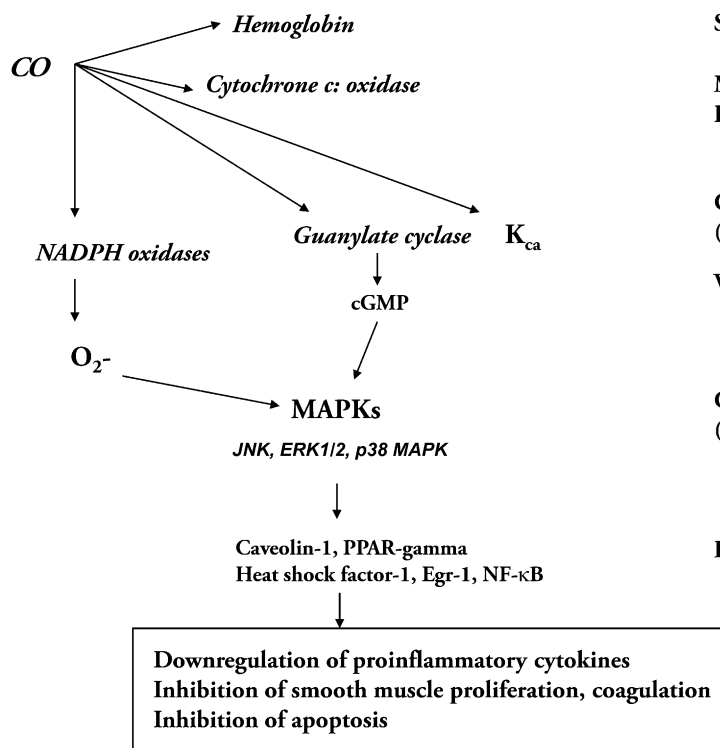 Hemoglobin
CO
Cytochrone c: oxidase
Guanylate cyclase
K ca
NADPH oxidases
cGMP
O2-
MAPKs
JNK, ERK1/2, p38 MAPK
Caveolin-1, PPAR-gamma
Heat shock factor-1, Egr-1, NF-κB
Downregulation of proinflammatory cytokines
Inhibition of smooth muscle proliferation, coagulation
Inhibition of apoptosis